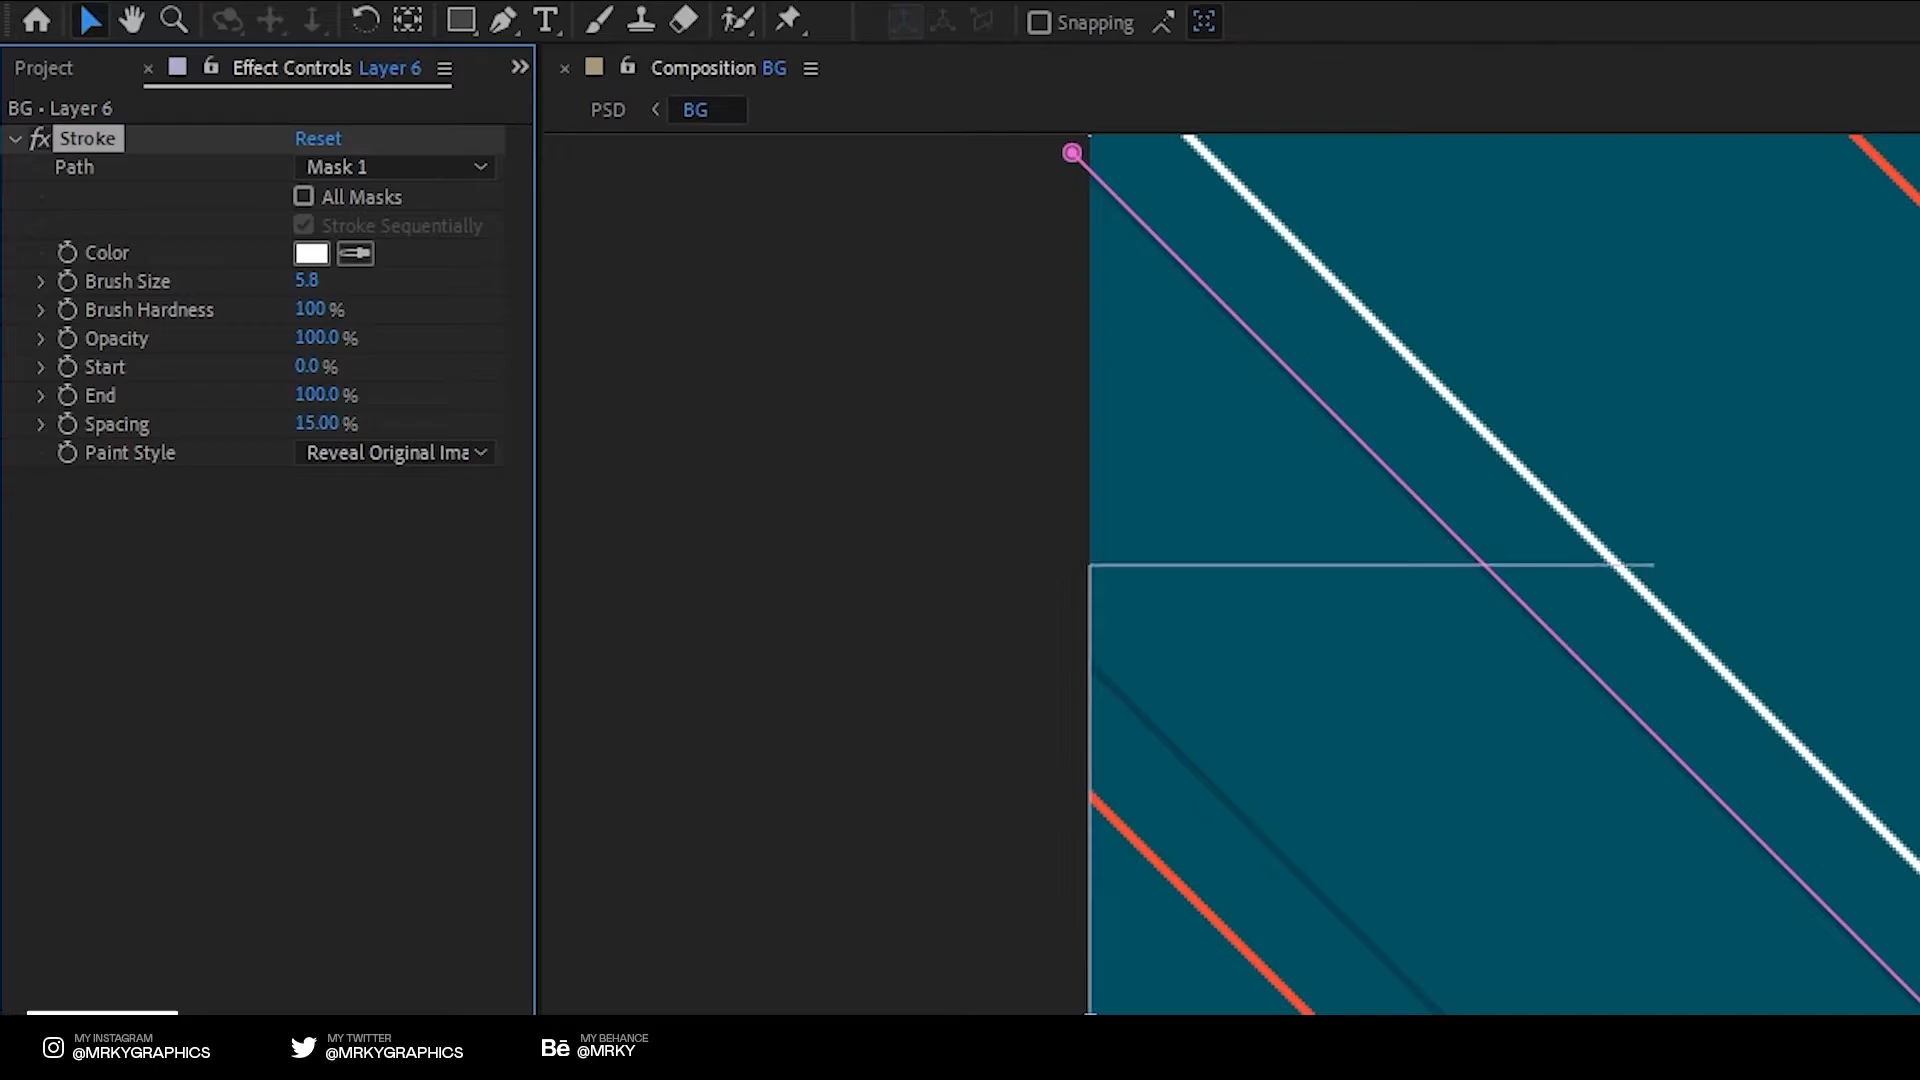 Snapping
Project
Effect Controls Layer 6
Composition BG
BG • Layer 6
PSD
BG
fx Stroke
Reset
Path
Mask 1
All Masks
Stroke Sequentially
Color
Brush Size
5.8
Brush Hardness
100 %
Opacity
100.0 %
Start
0.0 %
End
100.0 %
Spacing
15.00 %
Paint Style
Reveal Original Ima
MY INSTAGRAM
@MRKYGRAPHICS
MY TWITTER
@MRKYGRAPHICS
Bē
MY BEHANCE
@MRKY